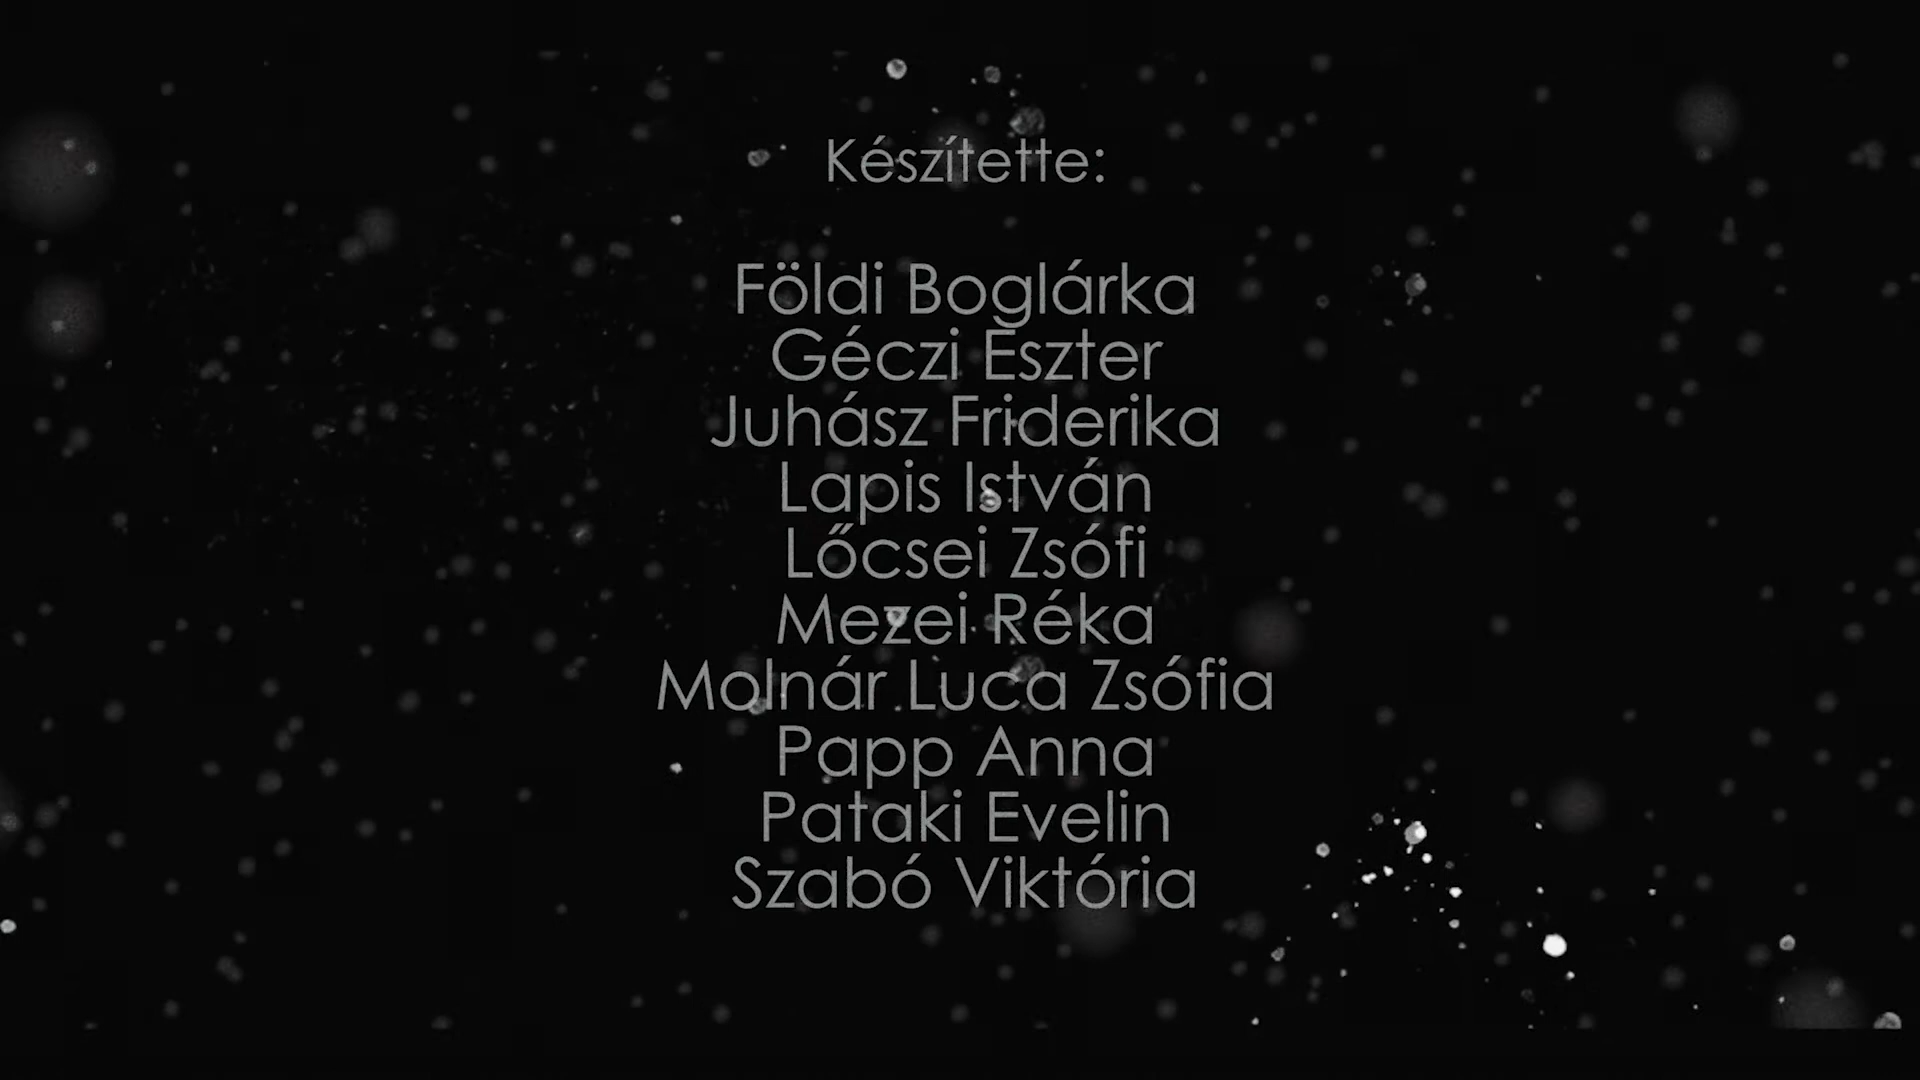 Készítette:
Földi Boglárka
Géczi Eszter
Juhász Friderika
Lapis István
Lőcsei Zsófi
Mezei Réka
Molnár Luca Zsófia
Papp Anna
Pataki Evelin
Szabó Viktória